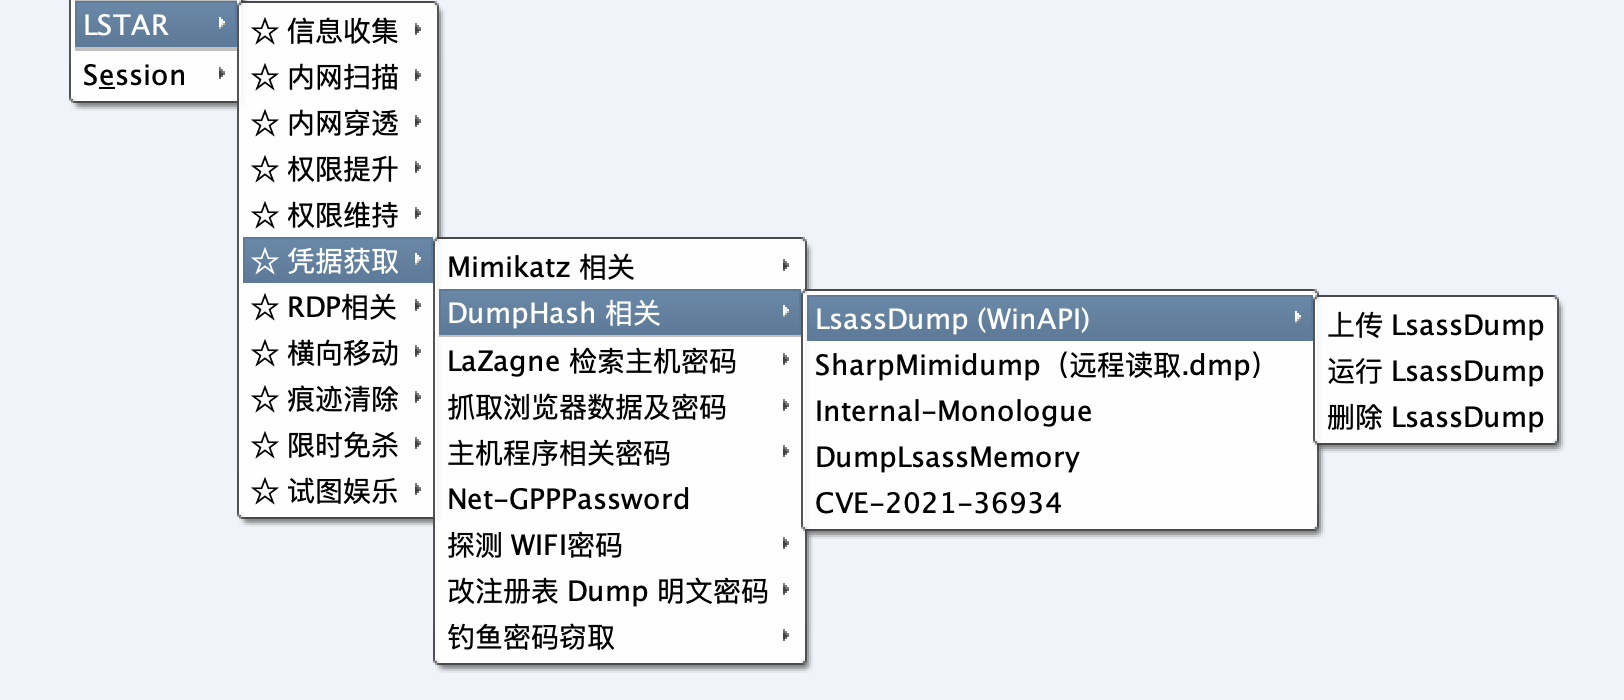 LSTAR
Session
☆ 信息收集
☆ 内网扫描
☆ 内网穿透
☆ 权限提升
☆ 权限维持
☆ 凭据获取
☆ RDP相关
☆ 横向移动
☆ 痕迹清除
☆ 限时免杀
☆ 试图娱乐
Mimikatz 相关
DumpHash 相关
LaZagne 检索主机密码
抓取浏览器数据及密码
主机程序相关密码
Net-GPPPassword
探测 WIFI密码
改注册表 Dump 明文密码
钓鱼密码窃取
LsassDump (WinAPI)
SharpMimidump（远程读取.dmp）
Internal-Monologue
DumpLsassMemory
CVE-2021-36934
上传 LsassDump
运行 LsassDump
删除 LsassDump